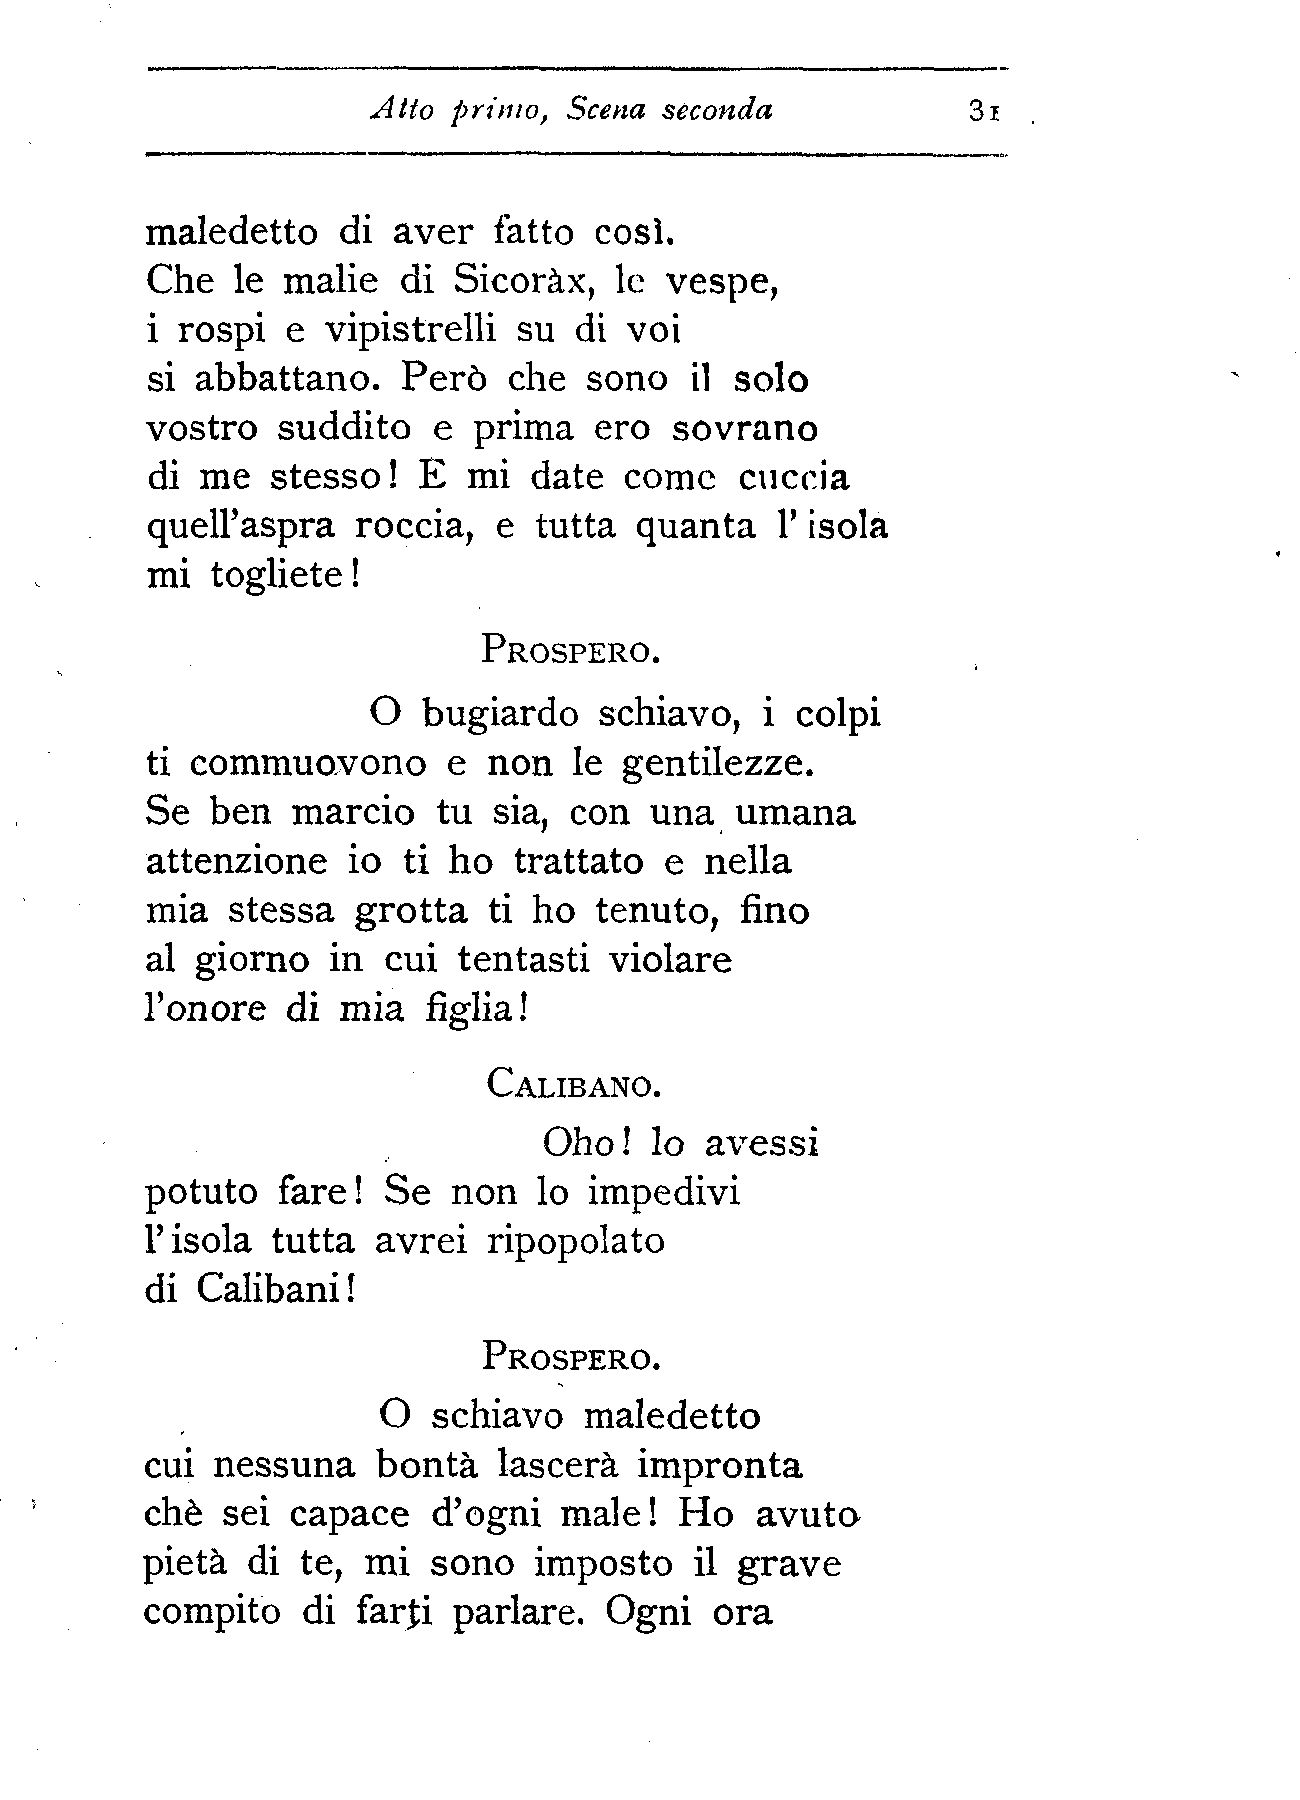 Atto primo, Scena seconda 31
maledetto di aver fatto così.
Che le malie di Sicoràx, le vespe,
i rospi e vipistrelli su di voi
si abbattano. Però che sono il solo
vostro suddito e prima ero sovrano
di me stesso! E mi date come cuccia
quell'aspra roccia, e tutta quanta l'isola
mi togliete!
PROSPERO.
O bugiardo schiavo, i colpi
ti commuovono e non le gentilezze.
Se ben marcio tu sia, con una umana
attenzione io ti ho trattato e nella
mia stessa grotta ti ho tenuto, fino
al giorno in cui tentasti violare
l'onore di mia figlia!
CALIBANO.
Oho! lo avessi
potuto fare! Se non lo impedivi
l'isola tutta avrei ripopolato
di Calibani!
PROSPERO.
O schiavo maledetto
cui nessuna bontà lascerà impronta
chè sei capace d'ogni male! Ho avuto
pietà di te, mi sono imposto il grave
compito di farti parlare. Ogni ora